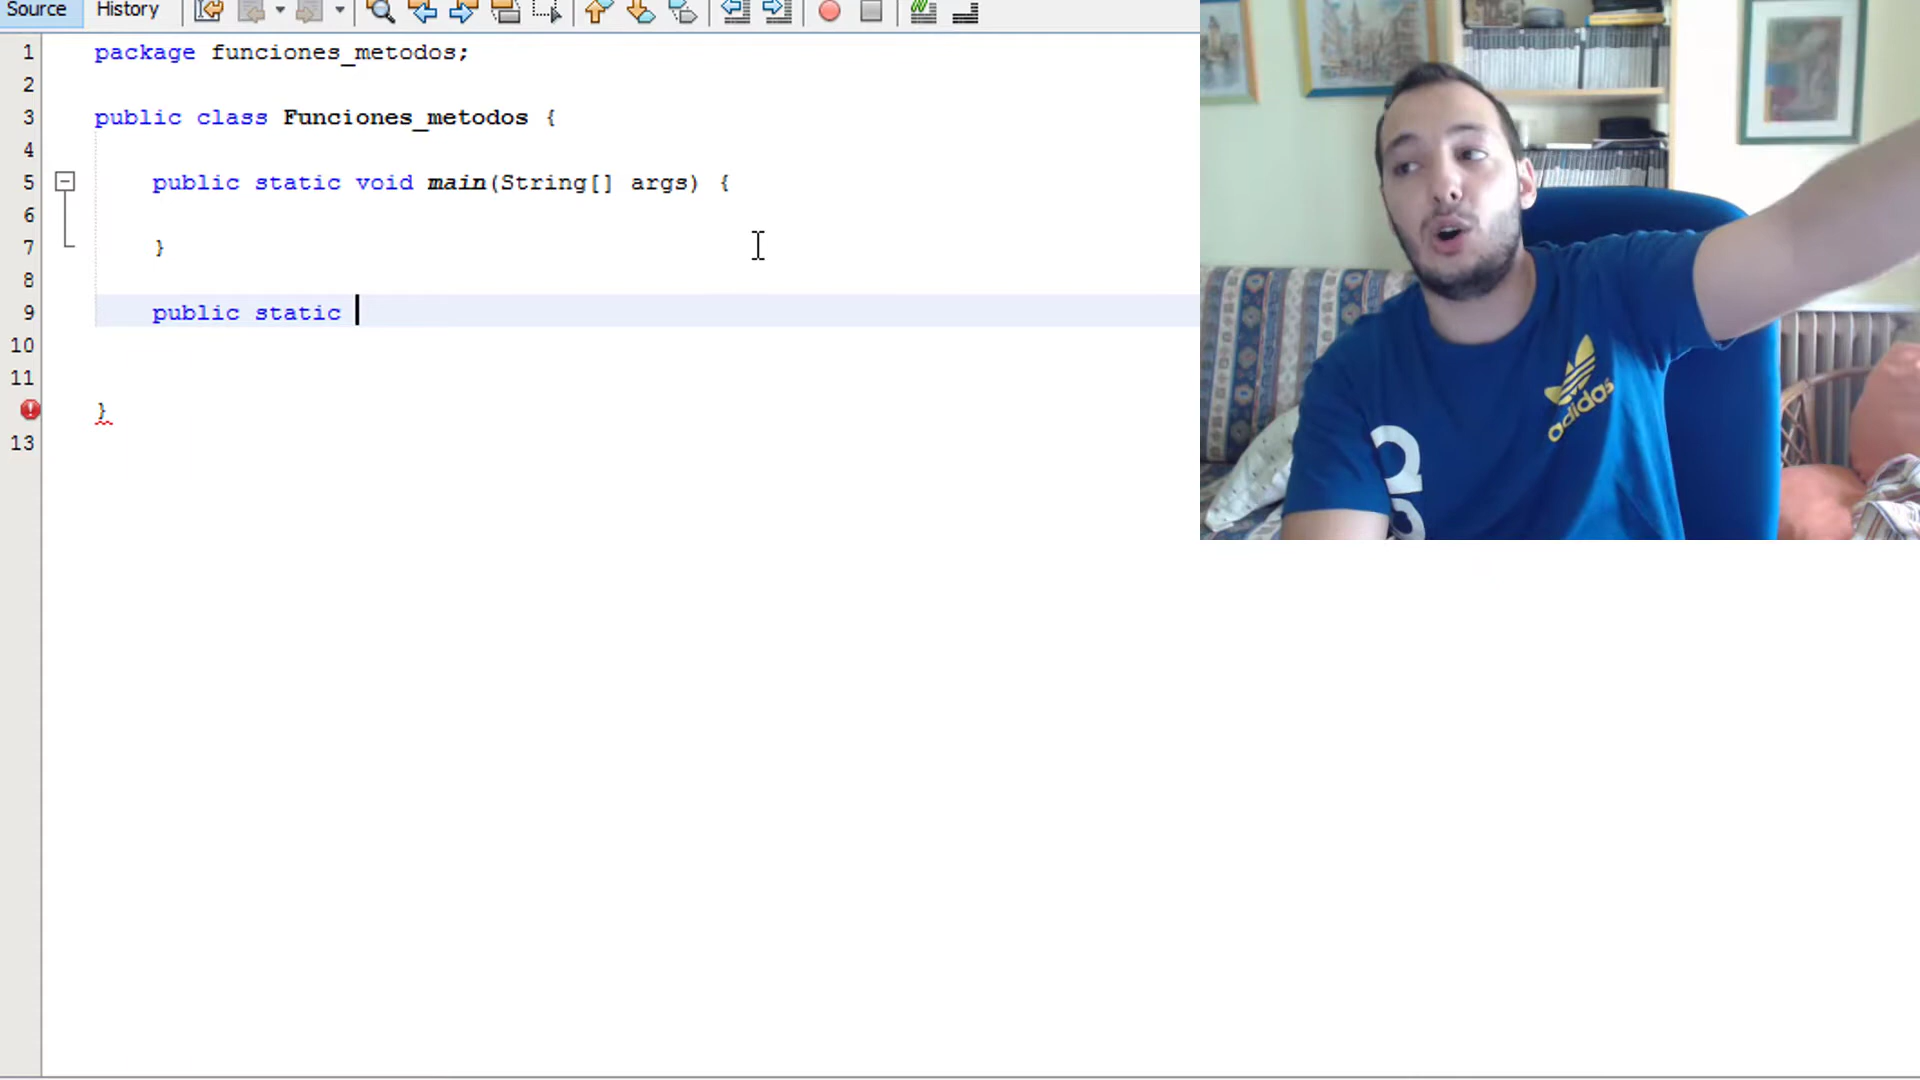 Source History
1 package funciones_metodos;
2
3 public class Funciones_metodos {
4
5 public static void main(String[] args) {
6
7 }
8
9 public static
10
11
}
13
adidas